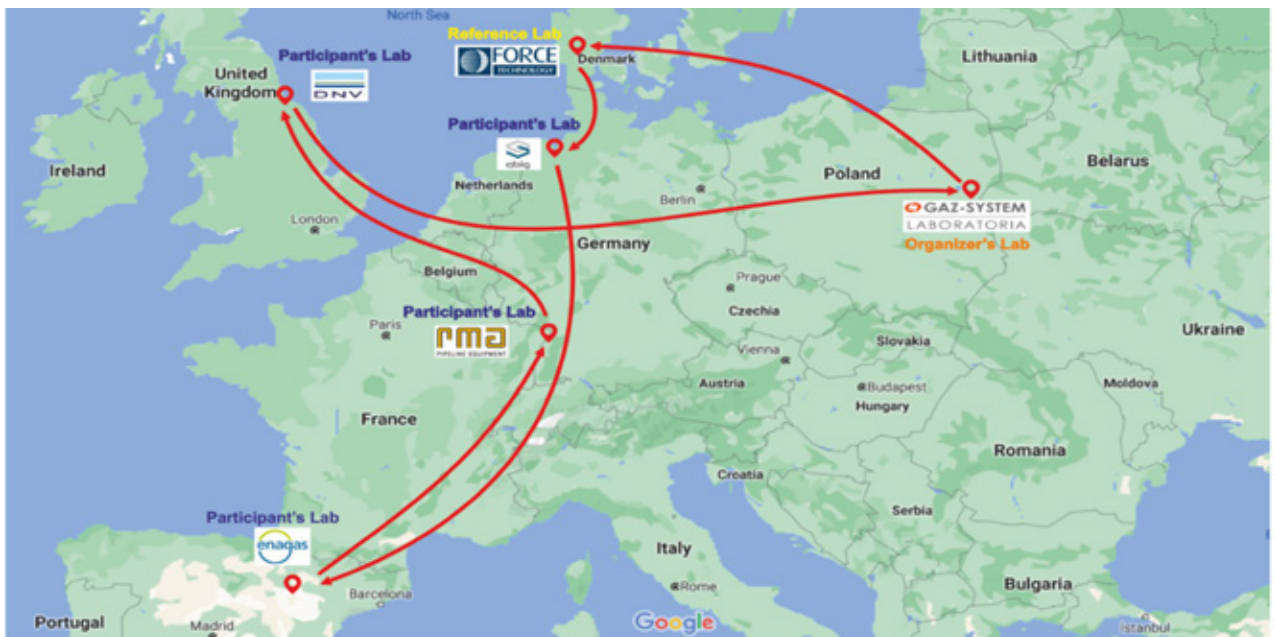 North Sea
Reference Lab
FORCE
TECHNOLOGY
Denmark
Participant's Lab
DNV
United
Kingdom
Lithuania
Participant's Lab
Ireland
Netherlands
Berlin
Poland
Belarus
GAZ-SYSTEM
LABORATORIA
Organizer's Lab
London
Germany
Belgium
Prague
Czechia
Participant's Lab
rma
PIPELINE EQUIPMENT
Paris
Ukraine
Vienna
Slovakia
Austria
Budapest
Hungary
Moldova
France
Romania
Croatia
Serbia
Participant's Lab
enagas
Italy
Rome
Barcelona
Bulgaria
Portugal
Madrid
Google
Istanbul